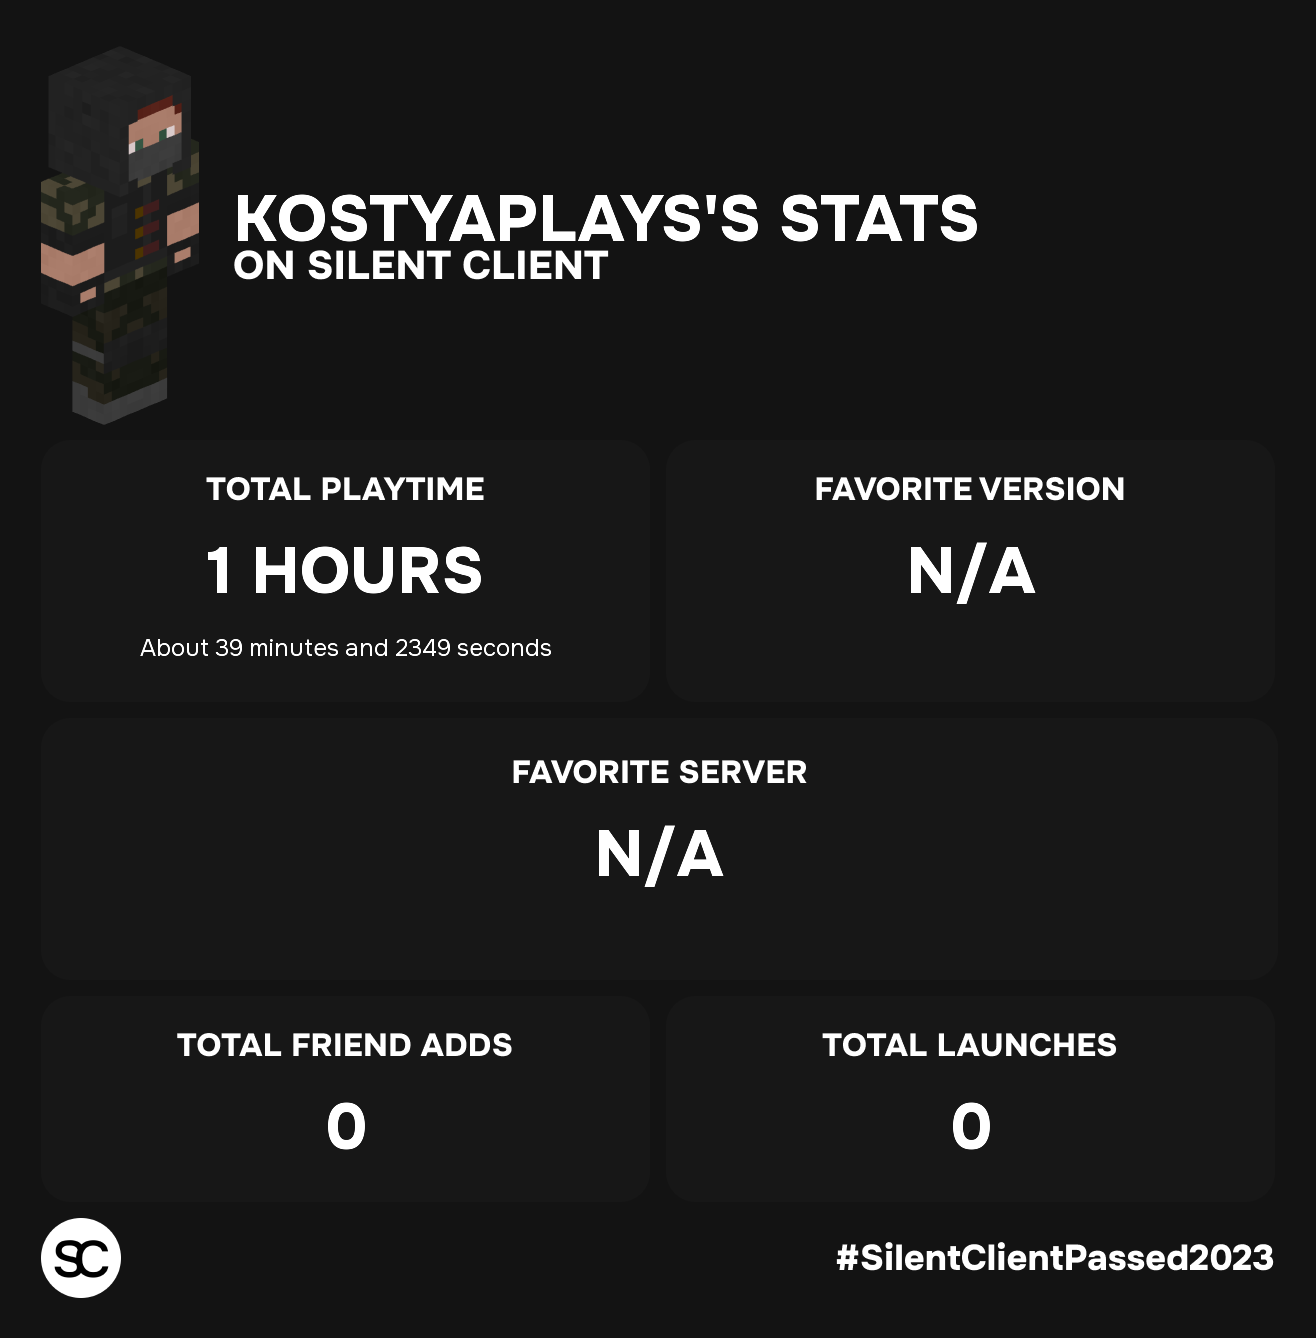 KOSTYAPLAYS'S STATS
ON SILENT CLIENT
TOTAL PLAYTIME
1 HOURS
About 39 minutes and 2349 seconds
FAVORITE VERSION
N/A
FAVORITE SERVER
N/A
TOTAL FRIEND ADDS
0
TOTAL LAUNCHES
0
SC
#SilentClientPassed2023